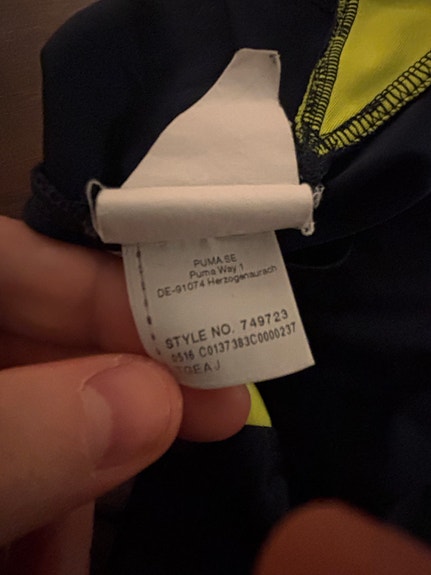 PUMA SE
Puma Way 1
DE-91074 Herzogenaurach
STYLE NO. 749723
0516 C0137383C0000237